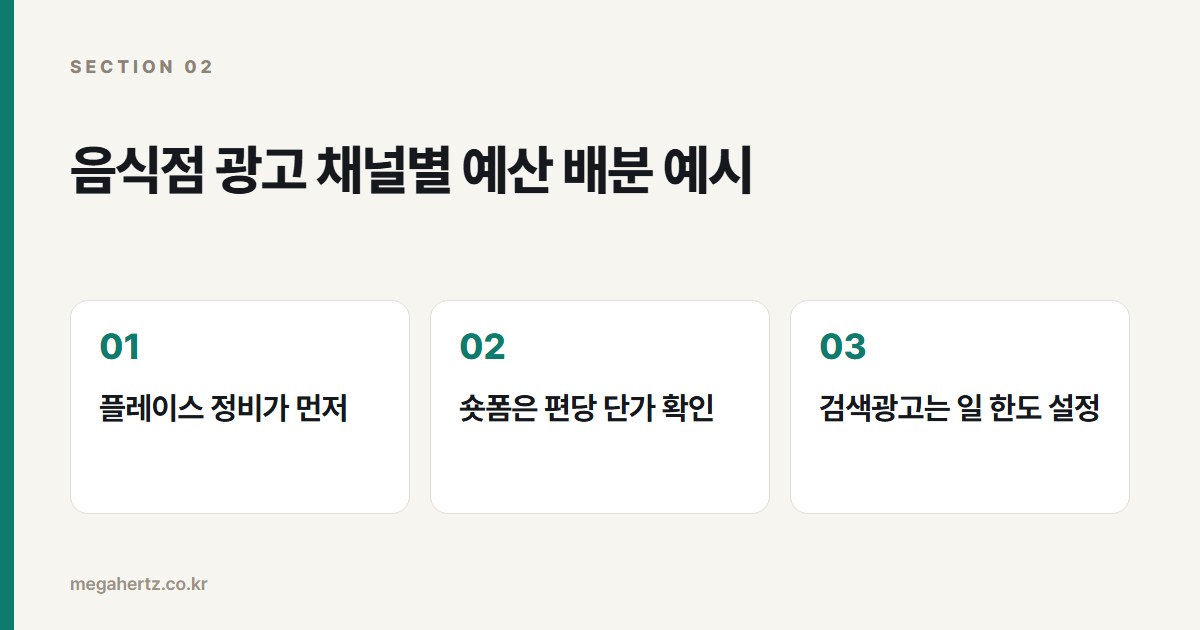 SECTION 02
음식점 광고 채널별 예산 배분 예시
01
플레이스 정비가 먼저
02
숏폼은 편당 단가 확인
03
검색광고는 일 한도 설정
megahertz.co.kr